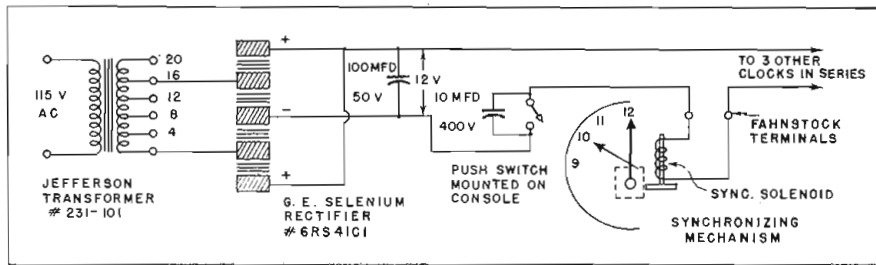 115 V
AC
20
16
12
8
4
JEFFERSON
TRANSFORMER
# 231-101
+
−
+
G. E. SELENIUM
RECTIFIER
# 6RS41C1
100MFD
50 V
12 V
10 MFD
400V
PUSH SWITCH
MOUNTED ON
CONSOLE
12
11
10
9
TO 3 OTHER
CLOCKS IN SERIES
FAHNSTOCK
TERMINALS
SYNC. SOLENOID
SYNCHRONIZING
MECHANISM